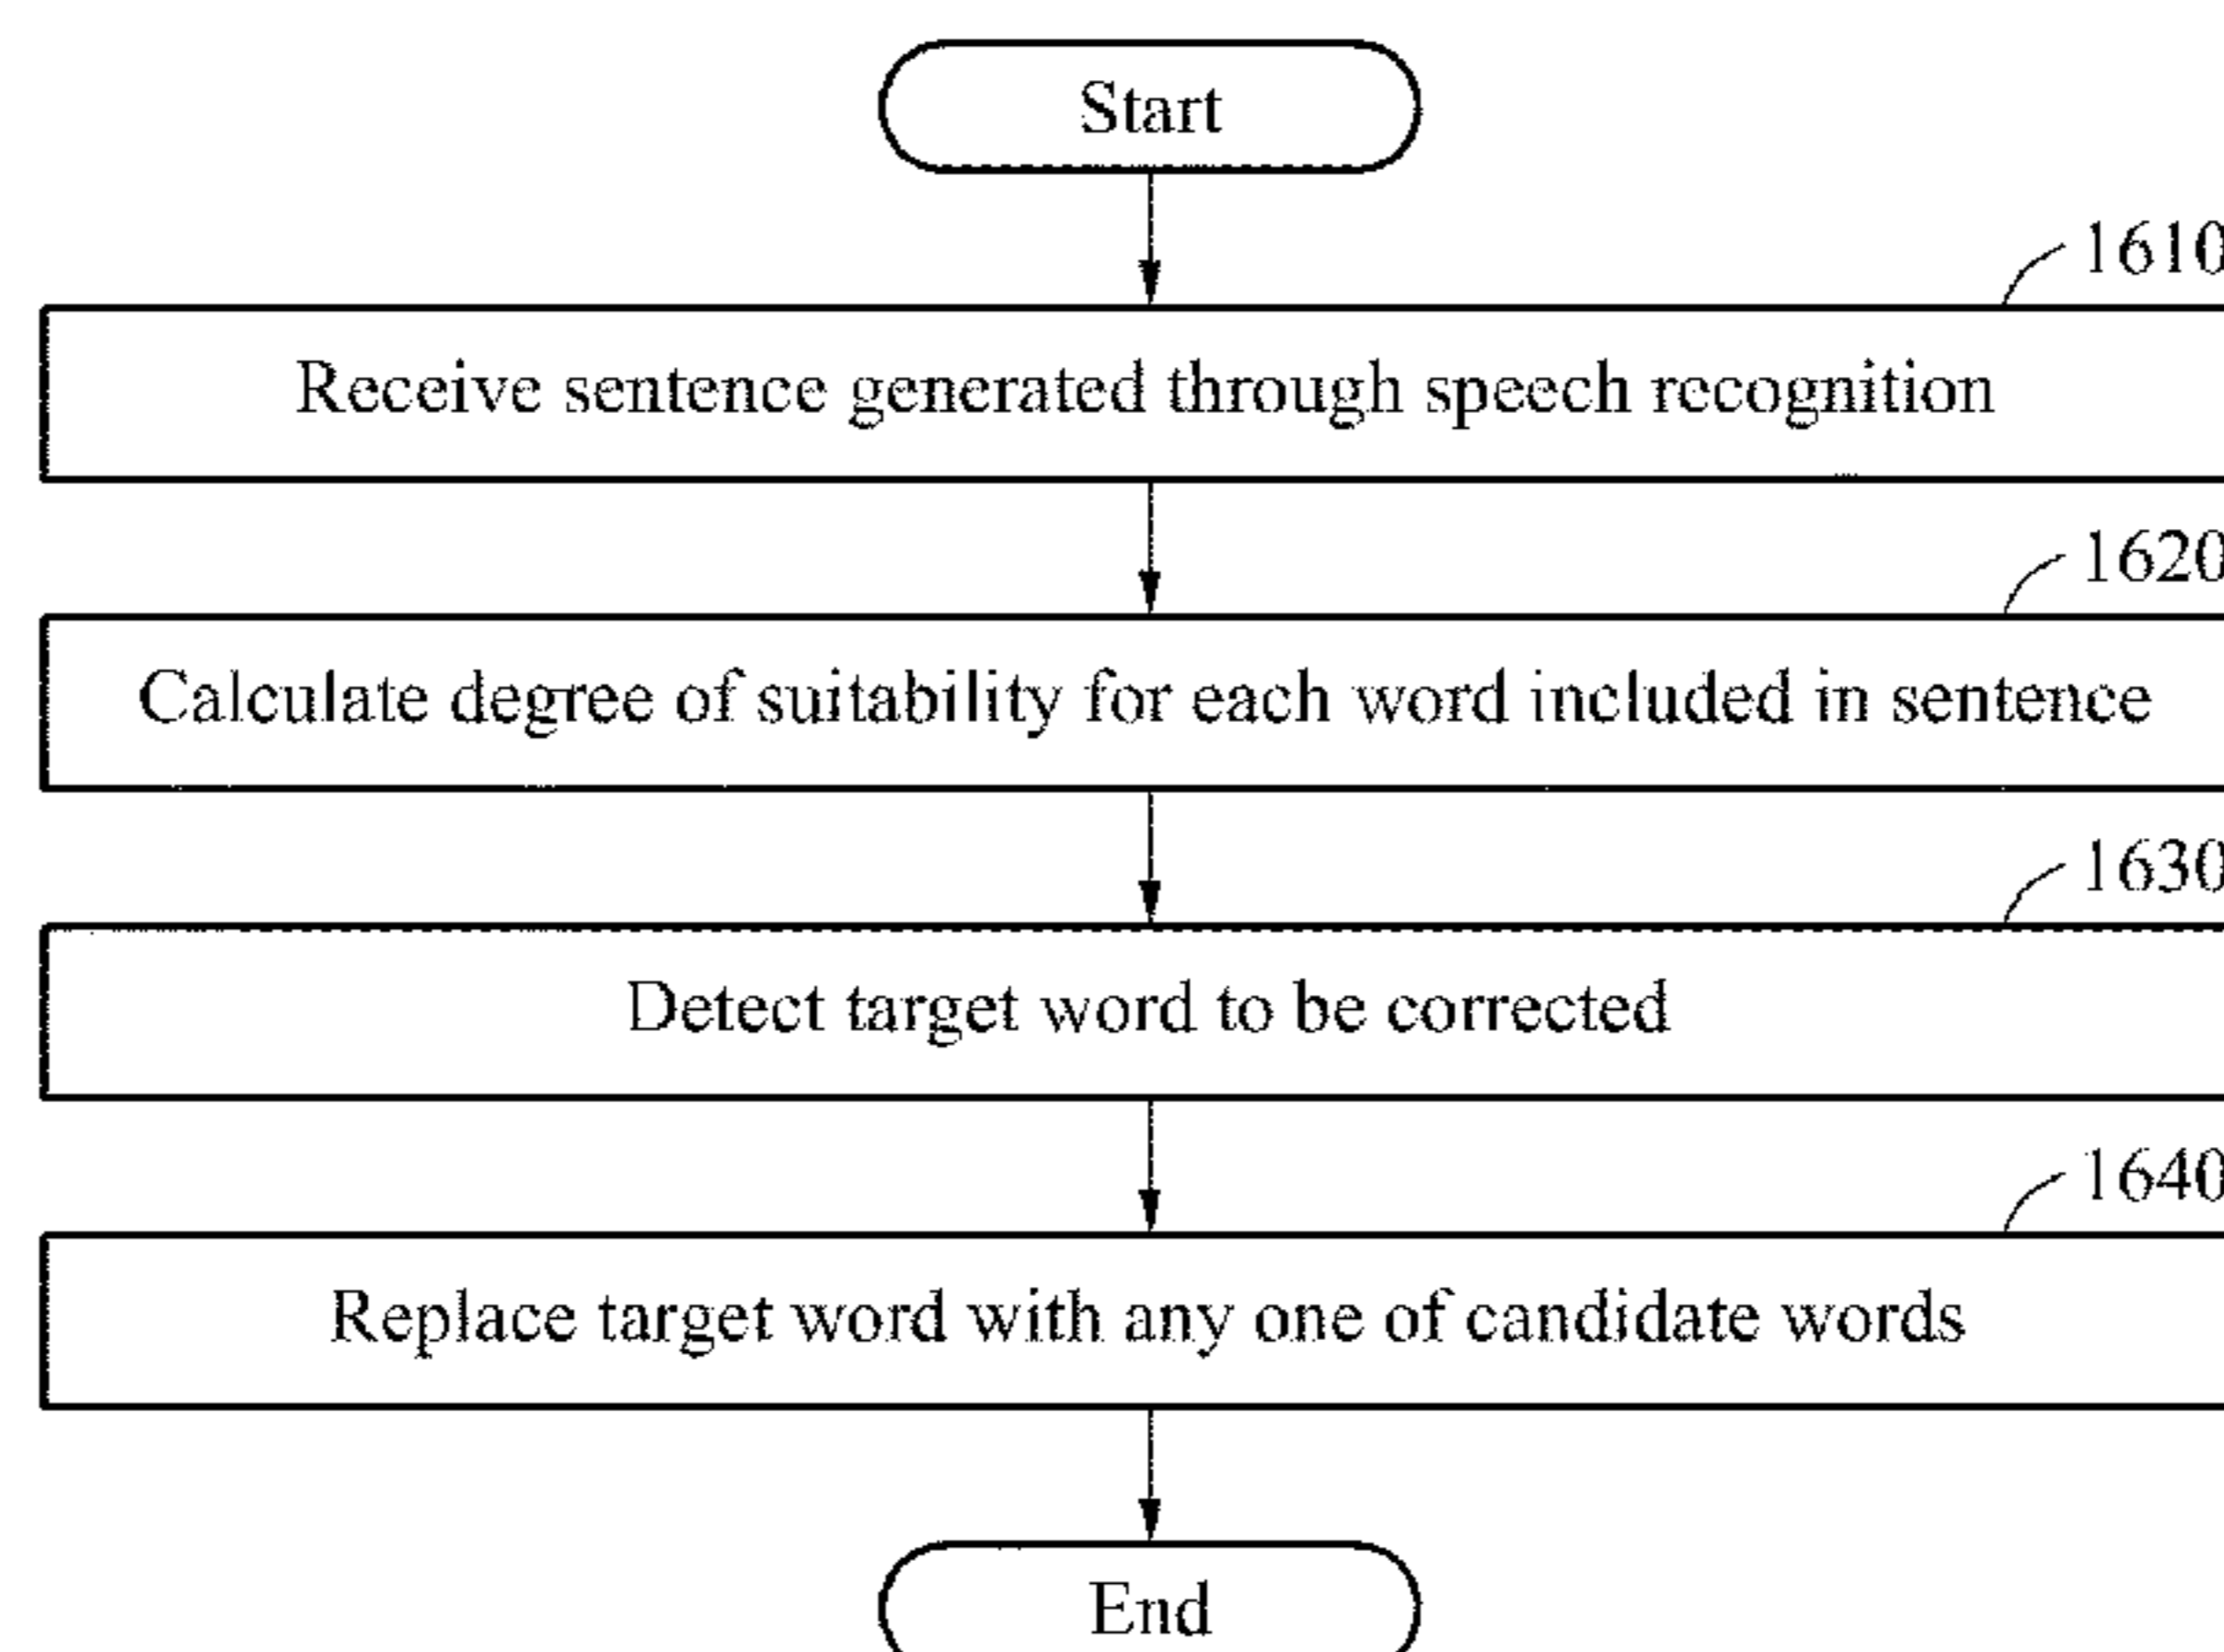 Start
1610
Receive sentence generated through speech recognition
1620
Calculate degree of suitability for each word included in sentence
1630
Detect target word to be corrected
1640
Replace target word with any one of candidate words
End